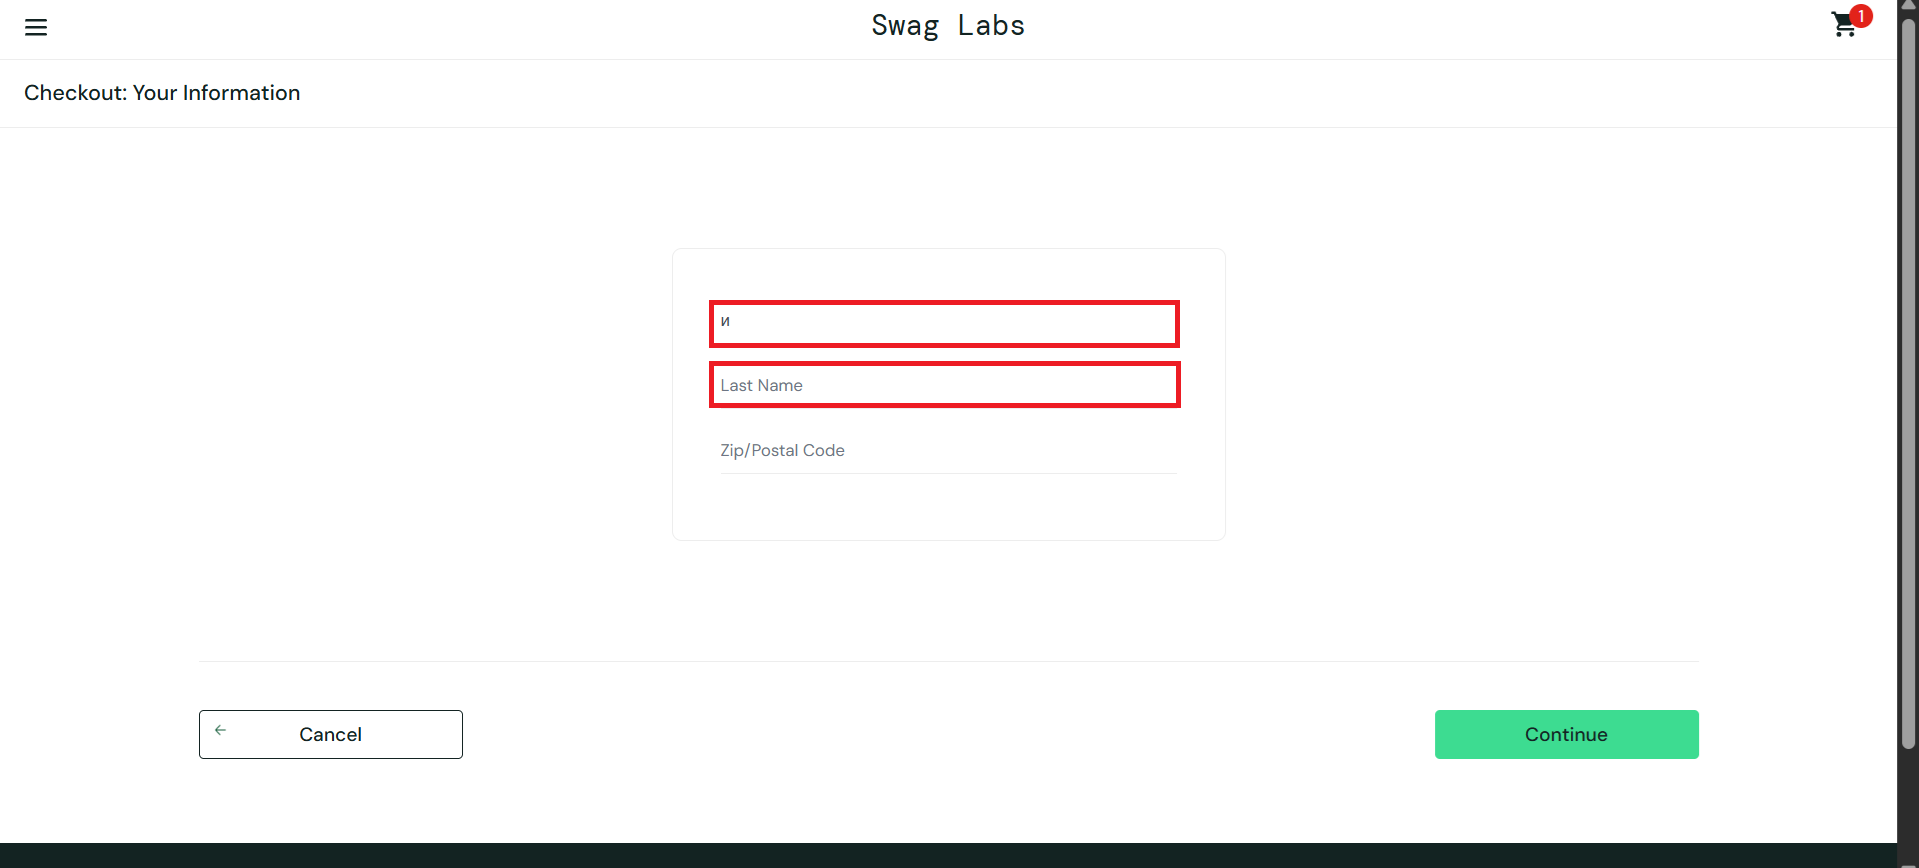 Swag Labs
1
Checkout: Your Information
и
Last Name
Zip/Postal Code
Cancel
Continue